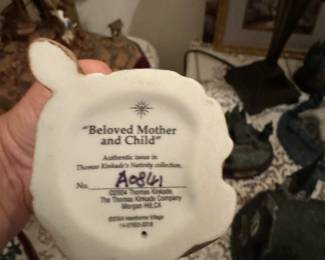 "Beloved Mother
and Child"
Authentic issue in
Thomas Kinkade's Nativity collection.
No. A0861
©2004 Thomas Kinkade,
The Thomas Kinkade Company
Morgan Hill, CA
©2004 Hawthorne Village